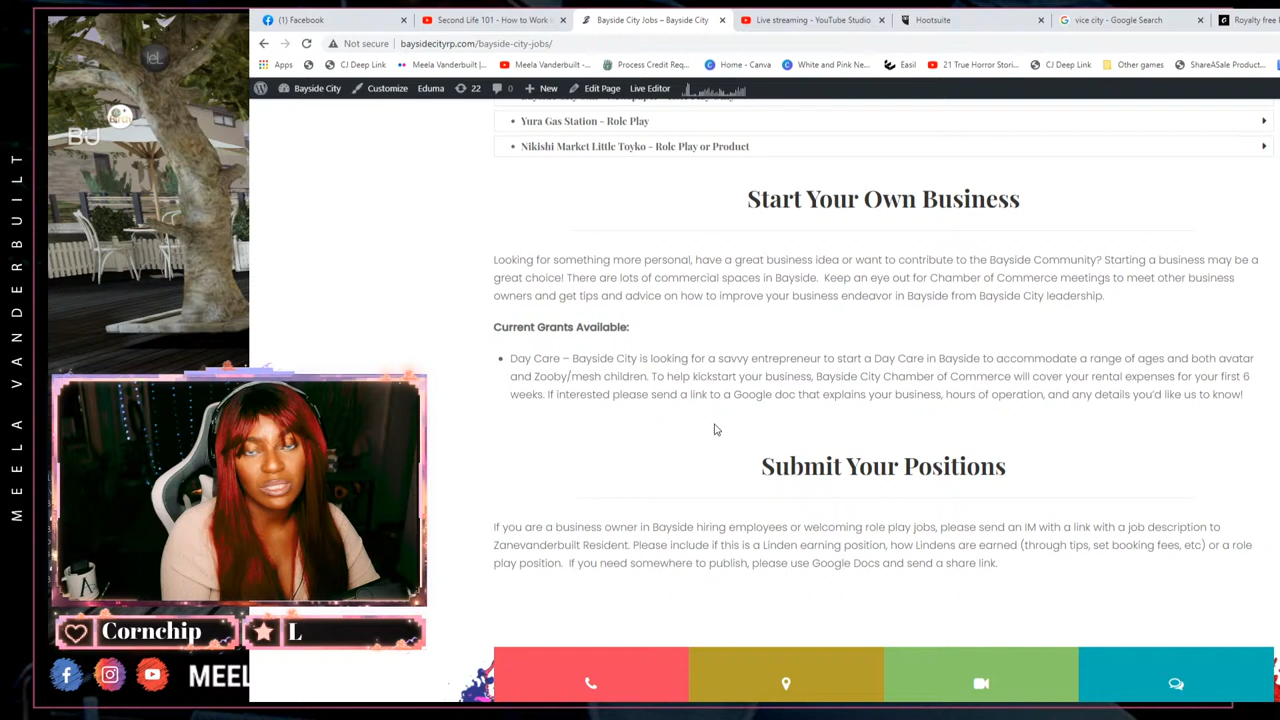 (1) Facebook
Second Life 101 - How to Work i
Bayside City Jobs – Bayside City
Live streaming - YouTube Studio
Hootsuite
vice city - Google Search
Royalty free
Not secure
baysidecityrp.com/bayside-city-jobs/
Apps
CJ Deep Link
Meela Vanderbuilt |...
Meela Vanderbuilt -...
Process Credit Req...
Home - Canva
White and Pink Ne...
Easil
21 True Horror Stori...
CJ Deep Link
Other games
ShareASale Product...
Bayside City
Customize
Eduma
22
0
New
Edit Page
Live Editor
Yura Gas Station - Role Play
Nikishi Market Little Toyko - Role Play or Product
Start Your Own Business
Looking for something more personal, have a great business idea or want to contribute to the Bayside Community? Starting a business may be a
great choice! There are lots of commercial spaces in Bayside. Keep an eye out for Chamber of Commerce meetings to meet other business
owners and get tips and advice on how to improve your business endeavor in Bayside from Bayside City leadership.
Current Grants Available:
Day Care – Bayside City is looking for a savvy entrepreneur to start a Day Care in Bayside to accommodate a range of ages and both avatar
and Zooby/mesh children. To help kickstart your business, Bayside City Chamber of Commerce will cover your rental expenses for your first 6
weeks. If interested please send a link to a Google doc that explains your business, hours of operation, and any details you'd like us to know!
Submit Your Positions
If you are a business owner in Bayside hiring employees or welcoming role play jobs, please send an IM with a link with a job description to
Zanevanderbuilt Resident. Please include if this is a Linden earning position, how Lindens are earned (through tips, set booking fees, etc) or a role
play position. If you need somewhere to publish, please use Google Docs and send a share link.
MEELA VANDERBUILT
BU
Cornchip
L
MEEL